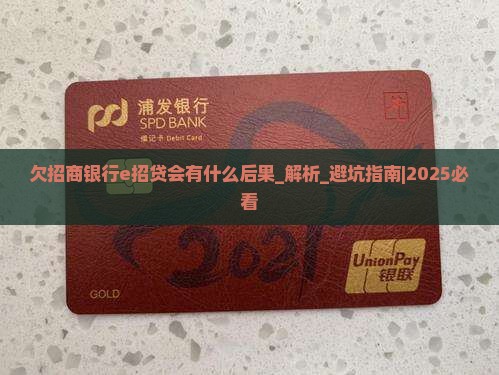 浦发银行
SPD BANK
借记卡 Debit Card
牛
欠招商银行e招贷会有什么后果_解析_避坑指南|2025必
看
2021
GOLD
UnionPay
银联